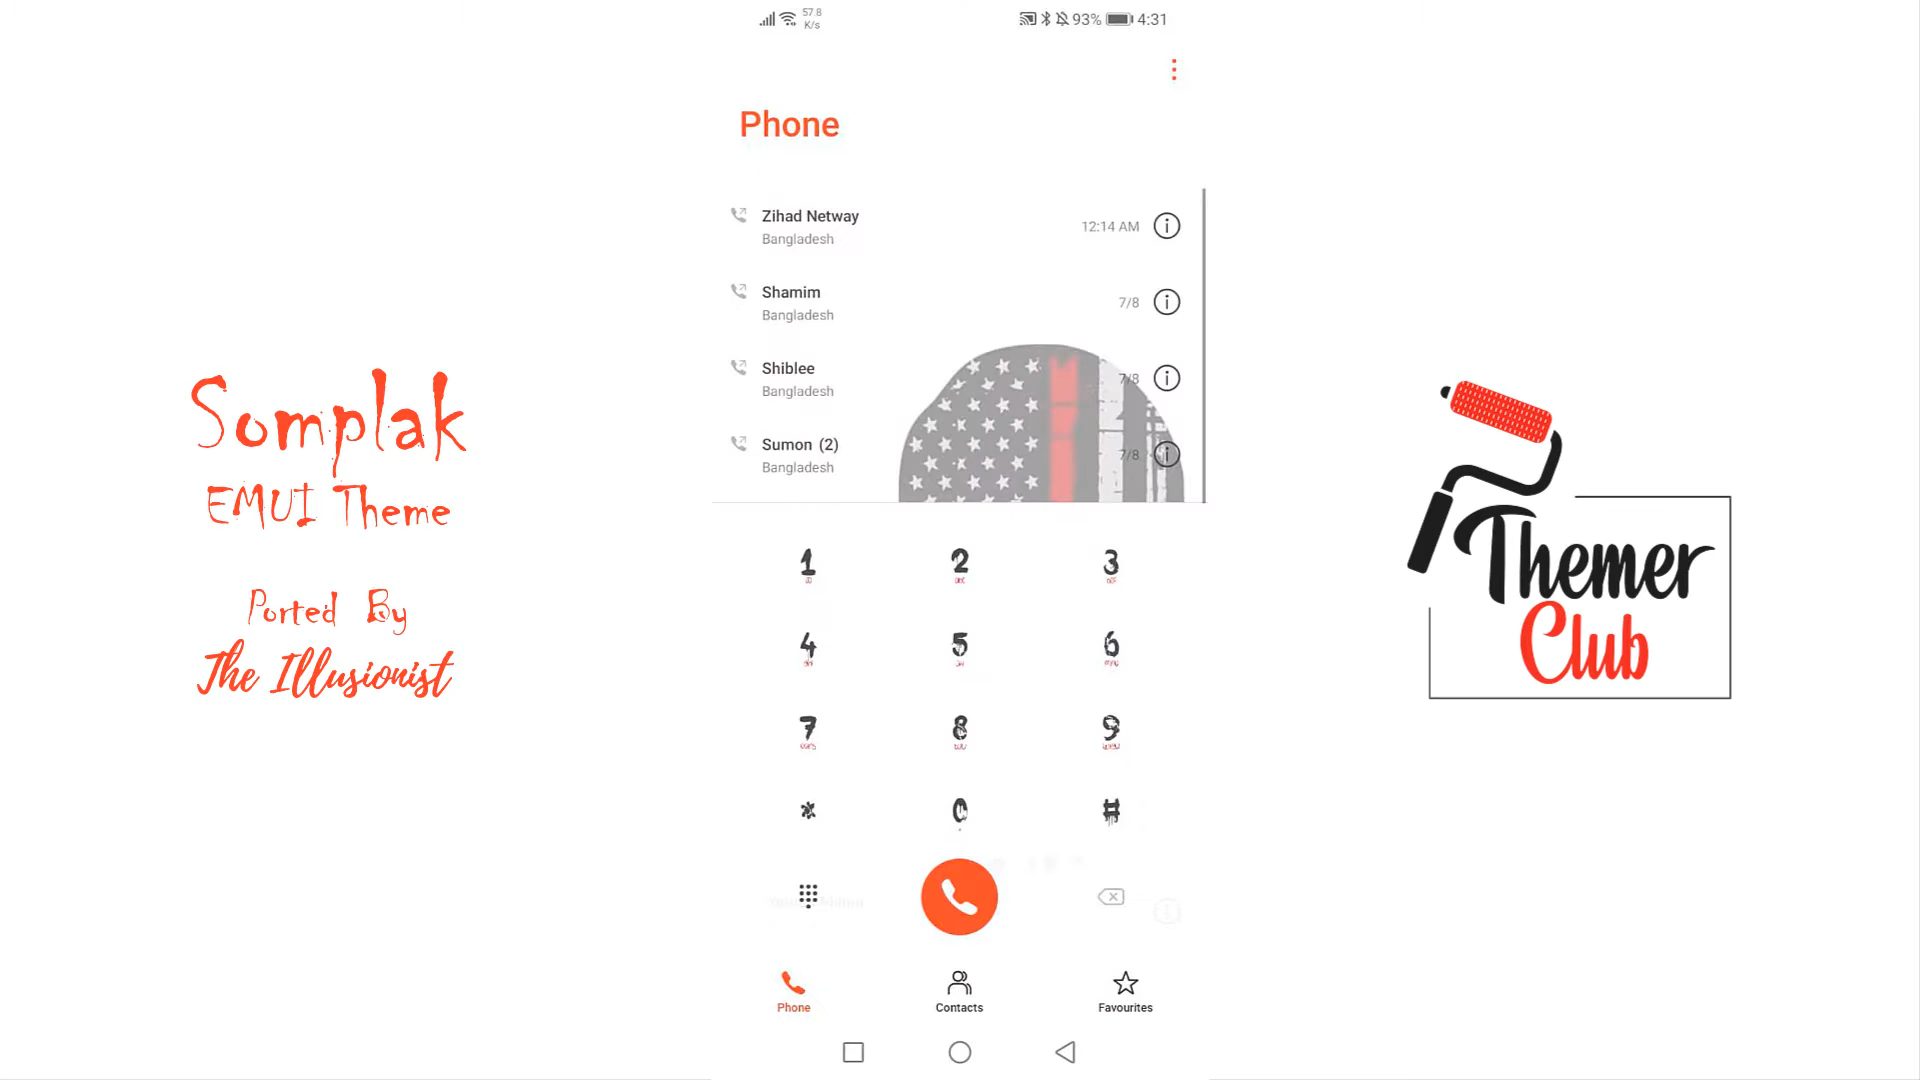 57.8
K/s
93%
4:31
Phone
Zihad Netway
Bangladesh
12:14 AM
Shamim
Bangladesh
7/8
Shiblee
Bangladesh
7/8
Sumon (2)
Bangladesh
7/8
1
2
3
4
5
6
7
8
9
*
0
#
Phone
Contacts
Favourites
Somplak
EMUI Theme
Ported By
The Illusionist
Themer
Club